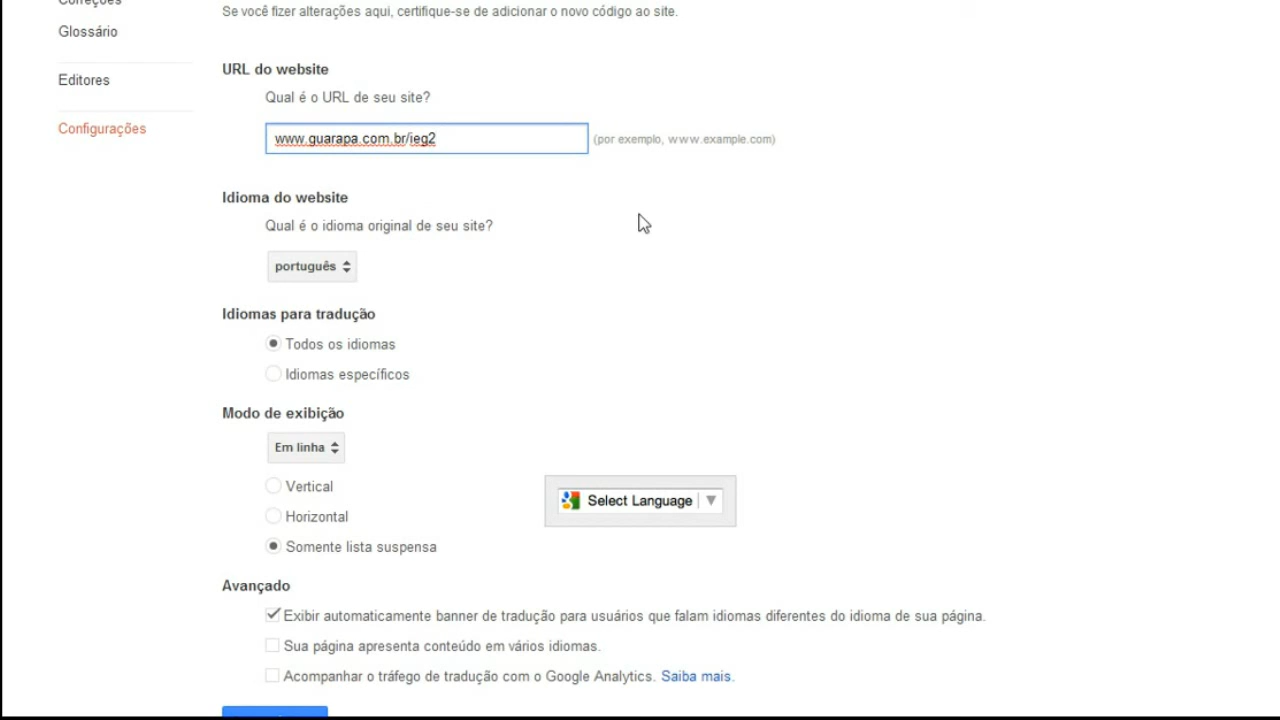 Correções
Se você fizer alterações aqui, certifique-se de adicionar o novo código ao site.
Glossário
Editores
Configurações
URL do website
Qual é o URL de seu site?
www.guarapa.com.br/ieg2 (por exemplo, www.example.com)
Idioma do website
Qual é o idioma original de seu site?
português
Idiomas para tradução
Todos os idiomas
Idiomas específicos
Modo de exibição
Em linha
Vertical
Select Language
Horizontal
Somente lista suspensa
Avançado
Exibir automaticamente banner de tradução para usuários que falam idiomas diferentes do idioma de sua página.
Sua página apresenta conteúdo em vários idiomas.
Acompanhar o tráfego de tradução com o Google Analytics. Saiba mais.